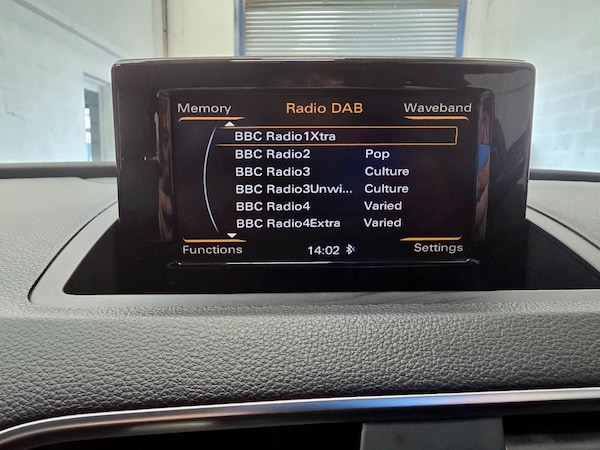 Memory Radio DAB Waveband
BBC Radio1Xtra
BBC Radio2 Pop
BBC Radio3 Culture
BBC Radio3Unwi... Culture
BBC Radio4 Varied
BBC Radio4Extra Varied
Functions 14:02 Settings